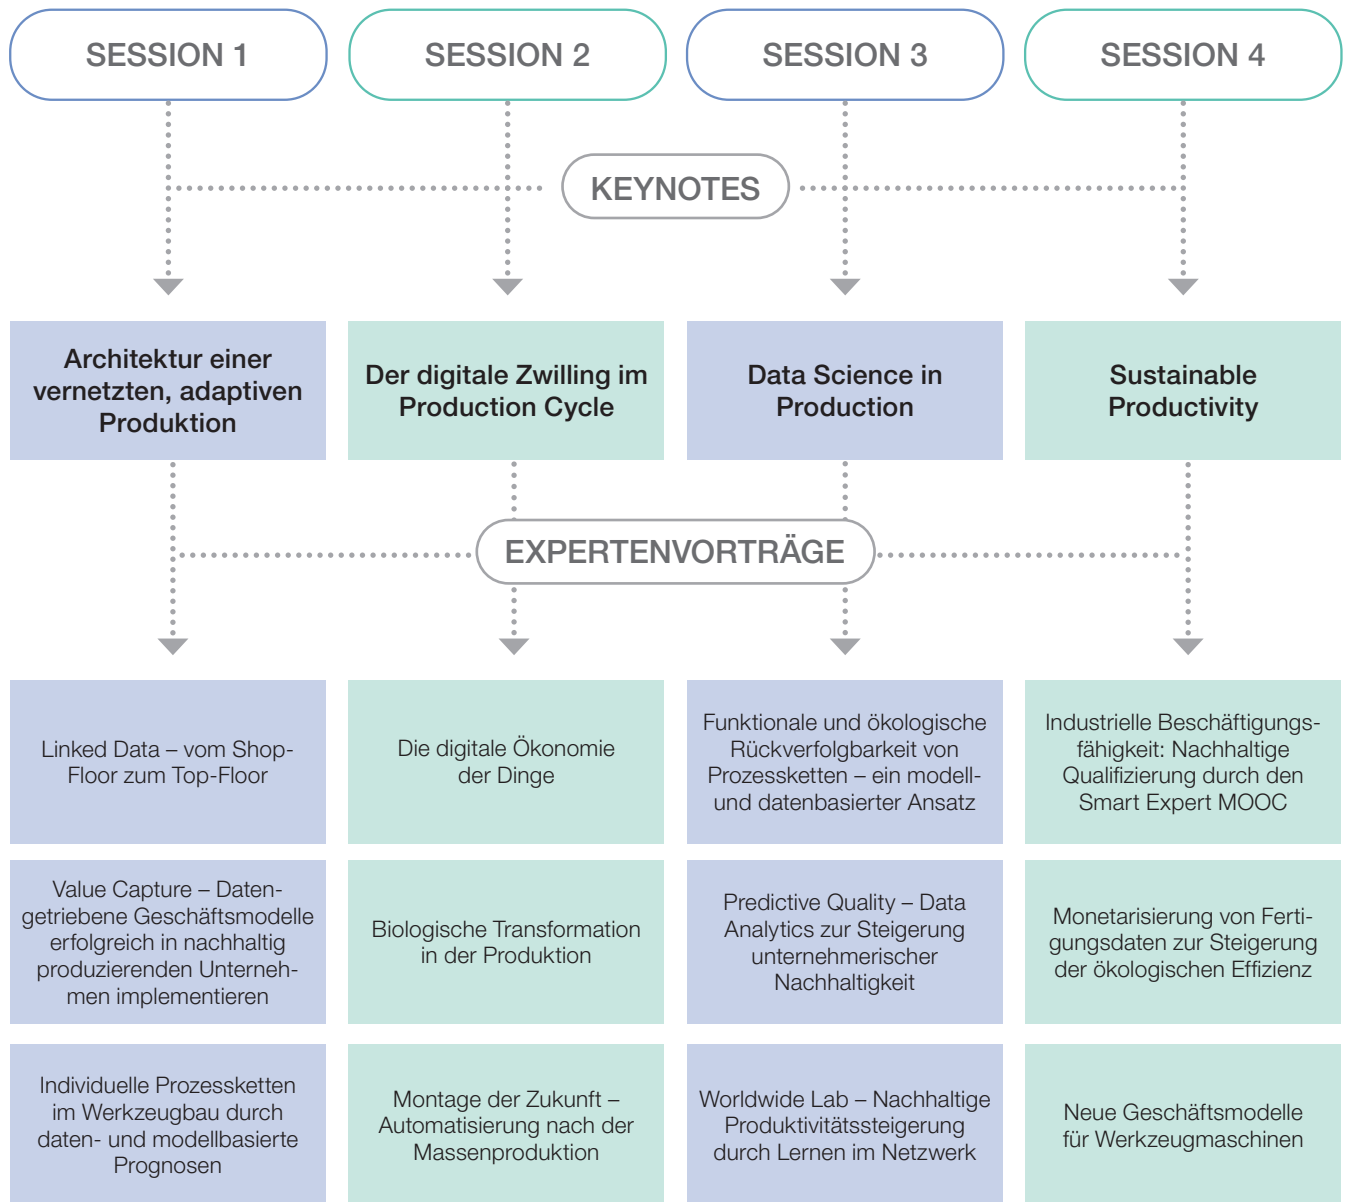 SESSION 1
SESSION 2
SESSION 3
SESSION 4
KEYNOTES
Architektur einer
vernetzten, adaptiven
Produktion
Der digitale Zwilling im
Production Cycle
Data Science in
Production
Sustainable
Productivity
EXPERTENVORTRÄGE
Linked Data – vom Shop-
Floor zum Top-Floor
Die digitale Ökonomie
der Dinge
Funktionale und ökologische
Rückverfolgbarkeit von
Prozessketten – ein modell-
und datenbasierter Ansatz
Industrielle Beschäftigungs-
fähigkeit: Nachhaltige
Qualifizierung durch den
Smart Expert MOOC
Value Capture – Daten-
getriebene Geschäftsmodelle
erfolgreich in nachhaltig
produzierenden Unterneh-
men implementieren
Biologische Transformation
in der Produktion
Predictive Quality – Data
Analytics zur Steigerung
unternehmerischer
Nachhaltigkeit
Monetarisierung von Ferti-
gungsdaten zur Steigerung
der ökologischen Effizienz
Individuelle Prozessketten
im Werkzeugbau durch
daten- und modellbasierte
Prognosen
Montage der Zukunft –
Automatisierung nach der
Massenproduktion
Worldwide Lab – Nachhaltige
Produktivitätssteigerung
durch Lernen im Netzwerk
Neue Geschäftsmodelle
für Werkzeugmaschinen